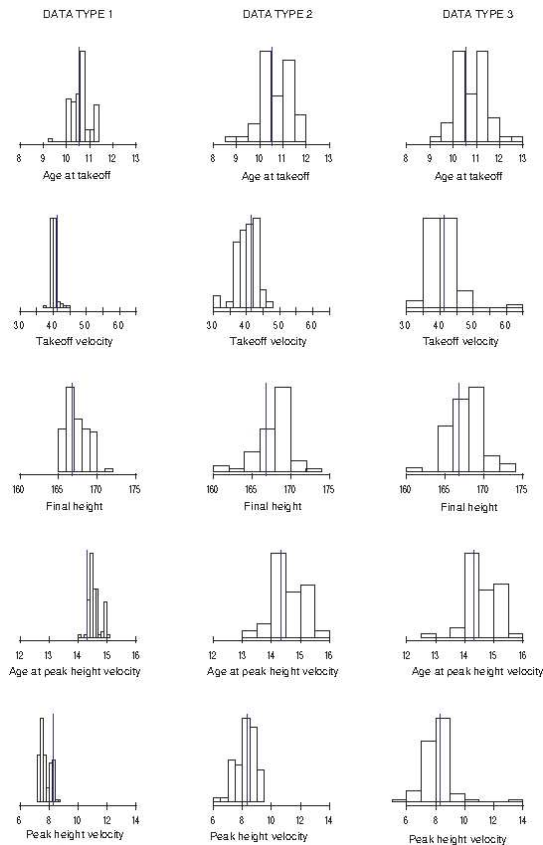 DATA TYPE 1 DATA TYPE 2 DATA TYPE 3
8 9 10 11 12 13 8 9 10 11 12 13 8 9 10 11 12 13
Age at takeoff Age at takeoff Age at takeoff
3.0 4.0 5.0 6.0 3.0 4.0 5.0 6.0 3.0 4.0 5.0 6.0
Takeoff velocity Takeoff velocity Takeoff velocity
160 165 170 175 160 165 170 175 160 165 170 175
Final height Final height Final height
12 13 14 15 16 12 13 14 15 16 12 13 14 15 16
Age at peak height velocity Age at peak height velocity Age at peak height velocity
6 8 10 12 14 6 8 10 12 14 6 8 10 12 14
Peak height velocity Peak height velocity Peak height velocity